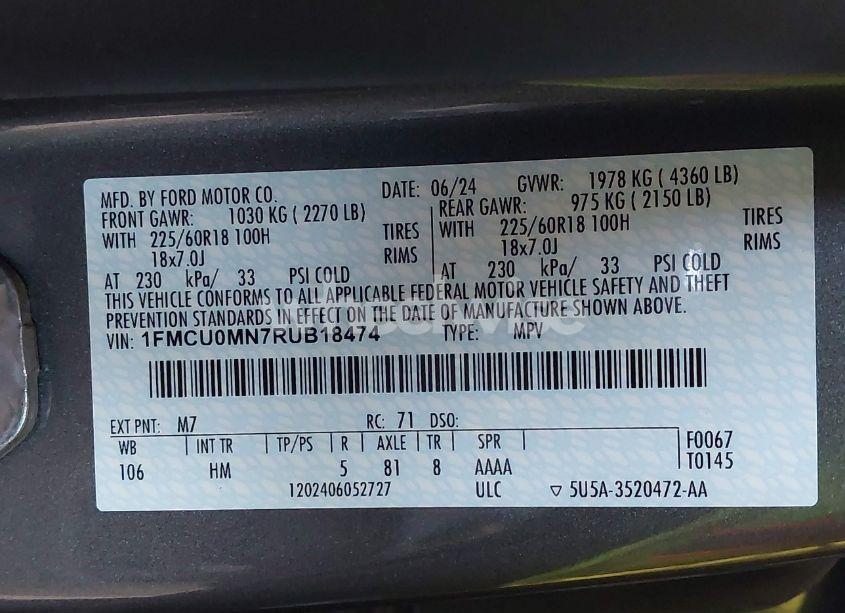 MFD. BY FORD MOTOR CO. DATE: 06/24 GVWR: 1978 KG ( 4360 LB)
FRONT GAWR: 1030 KG ( 2270 LB) REAR GAWR: 975 KG ( 2150 LB)
WITH 225/60R18 100H TIRES WITH 225/60R18 100H TIRES
18x7.0J RIMS 18x7.0J RIMS
AT 230 kPa/ 33 PSI COLD AT 230 kPa/ 33 PSI COLD
THIS VEHICLE CONFORMS TO ALL APPLICABLE FEDERAL MOTOR VEHICLE SAFETY AND THEFT
PREVENTION STANDARDS IN EFFECT ON THE DATE OF MANUFACTURE SHOWN ABOVE.
VIN: 1FMCU0MN7RUB18474 TYPE: MPV
EXT PNT: M7 RC: 71 DSO:
WB INT TR TP/PS R AXLE TR SPR F0067
106 HM 5 81 8 AAAA T0145
1202406052727 ULC ▽ 5U5A-3520472-AA